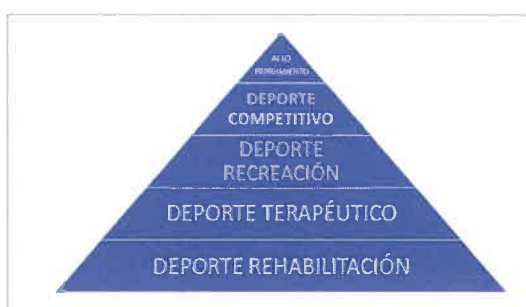 ALTO
RENDIMIENTO
DEPORTE
COMPETITIVO
DEPORTE
RECREACIÓN
DEPORTE TERAPÉUTICO
DEPORTE REHABILITACIÓN